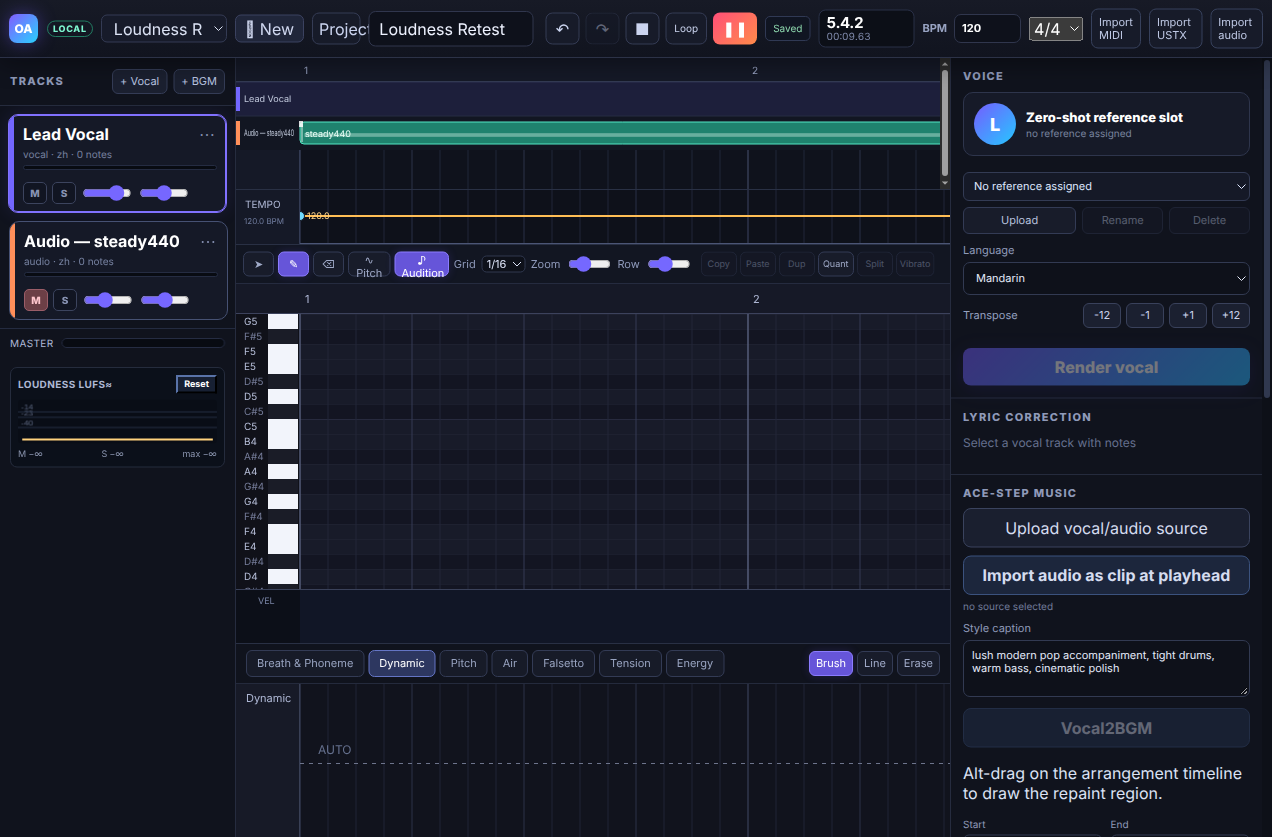 OA LOCAL Loudness R New Project Loudness Retest Loop Saved 5.4.2 BPM 120 4/4 Import Import Import
00:09.63 MIDI USTX audio
TRACKS + Vocal + BGM
Lead Vocal ...
vocal · zh · 0 notes
M S
Audio — steady440 ...
audio · zh · 0 notes
M S
MASTER
LOUDNESS LUFS≈ Reset
-14
-23
-40
M −∞ S −∞ max −∞
1 2
Lead Vocal
Audio — steady440 steady440
TEMPO
120.0 BPM 120.0
Pitch Audition Grid 1/16 Zoom Row Copy Paste Dup Quant Split Vibrato
1 2
G5
F#5
F5
E5
D#5
D5
C#5
C5
B4
A#4
A4
G#4
G4
F#4
F4
E4
D#4
D4
VEL
Breath & Phoneme Dynamic Pitch Air Falsetto Tension Energy Brush Line Erase
Dynamic
AUTO
VOICE
L Zero-shot reference slot
no reference assigned
No reference assigned
Upload Rename Delete
Language
Mandarin
Transpose -12 -1 +1 +12
Render vocal
LYRIC CORRECTION
Select a vocal track with notes
ACE-STEP MUSIC
Upload vocal/audio source
Import audio as clip at playhead
no source selected
Style caption
lush modern pop accompaniment, tight drums,
warm bass, cinematic polish
Vocal2BGM
Alt-drag on the arrangement timeline
to draw the repaint region.
Start End